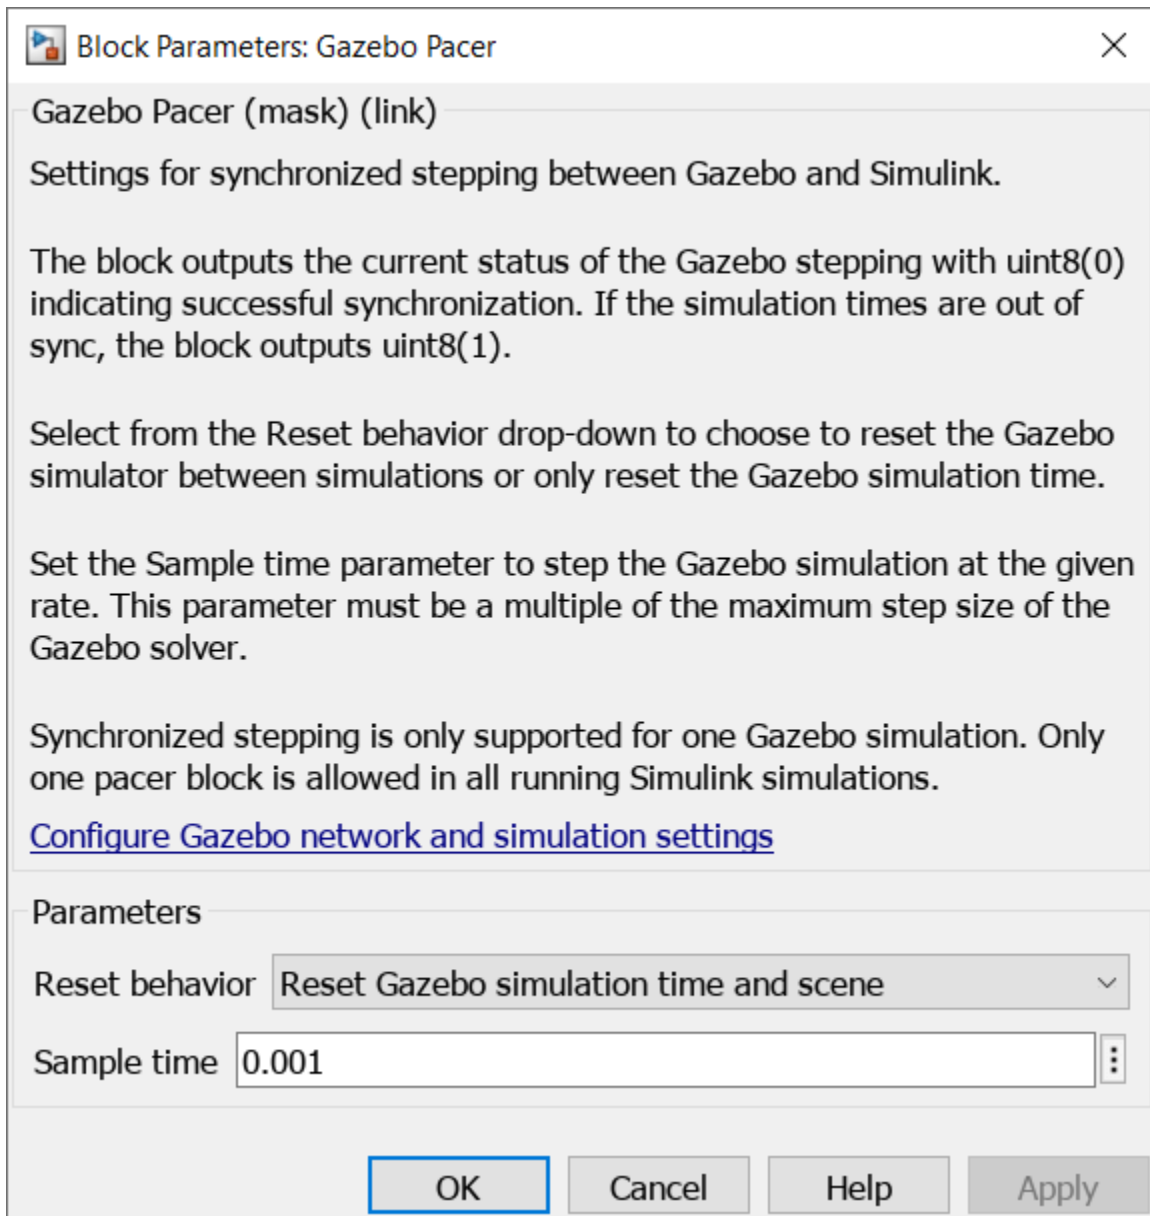 Block Parameters: Gazebo Pacer
Gazebo Pacer (mask) (link)
Settings for synchronized stepping between Gazebo and Simulink.
The block outputs the current status of the Gazebo stepping with uint8(0)
indicating successful synchronization. If the simulation times are out of
sync, the block outputs uint8(1).
Select from the Reset behavior drop-down to choose to reset the Gazebo
simulator between simulations or only reset the Gazebo simulation time.
Set the Sample time parameter to step the Gazebo simulation at the given
rate. This parameter must be a multiple of the maximum step size of the
Gazebo solver.
Synchronized stepping is only supported for one Gazebo simulation. Only
one pacer block is allowed in all running Simulink simulations.
Configure Gazebo network and simulation settings
Parameters
Reset behavior Reset Gazebo simulation time and scene
Sample time 0.001
OK Cancel Help Apply